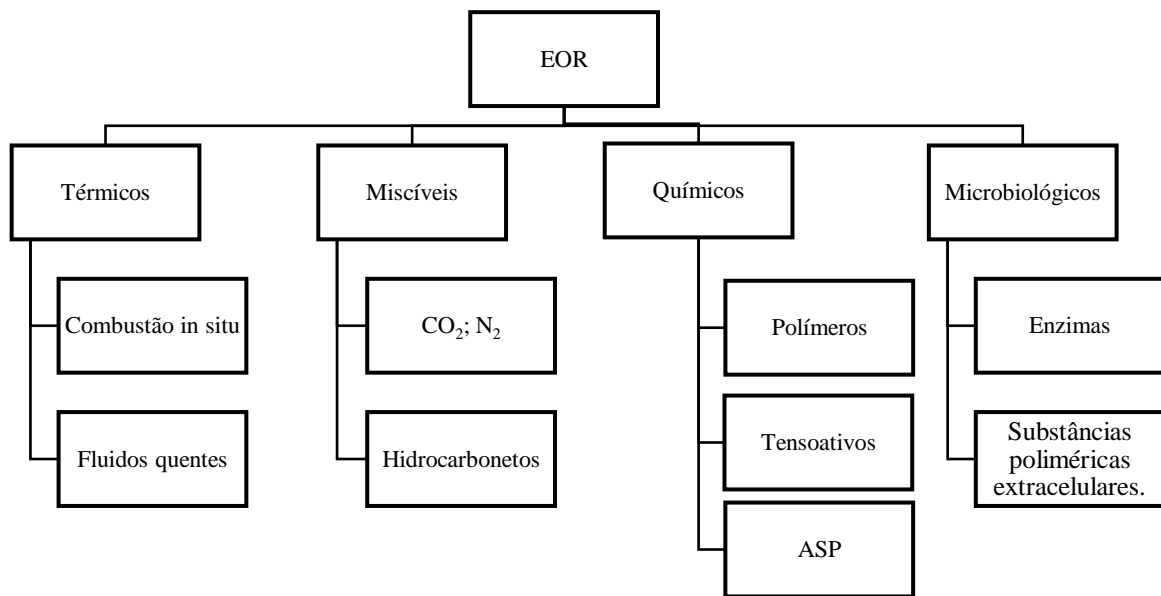 EOR
Térmicos
Miscíveis
Químicos
Microbiológicos
Combustão in situ
CO₂; N₂
Polímeros
Enzimas
Fluidos quentes
Hidrocarbonetos
Tensoativos
Substâncias
poliméricas
extracelulares.
ASP